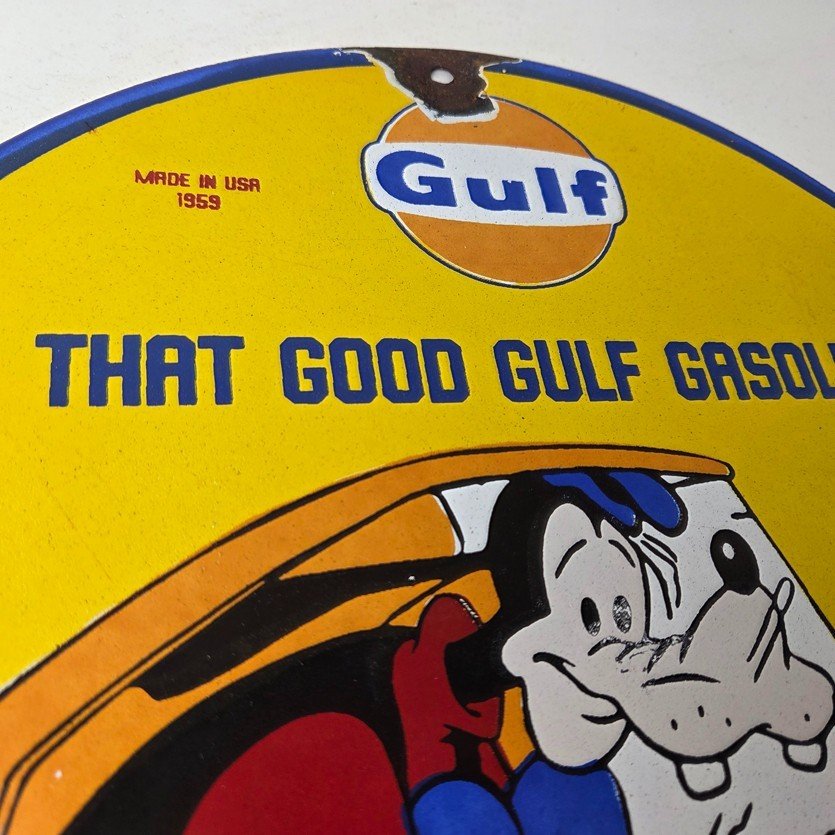 Gulf
MADE IN USA
1959
THAT GOOD GULF GASOL